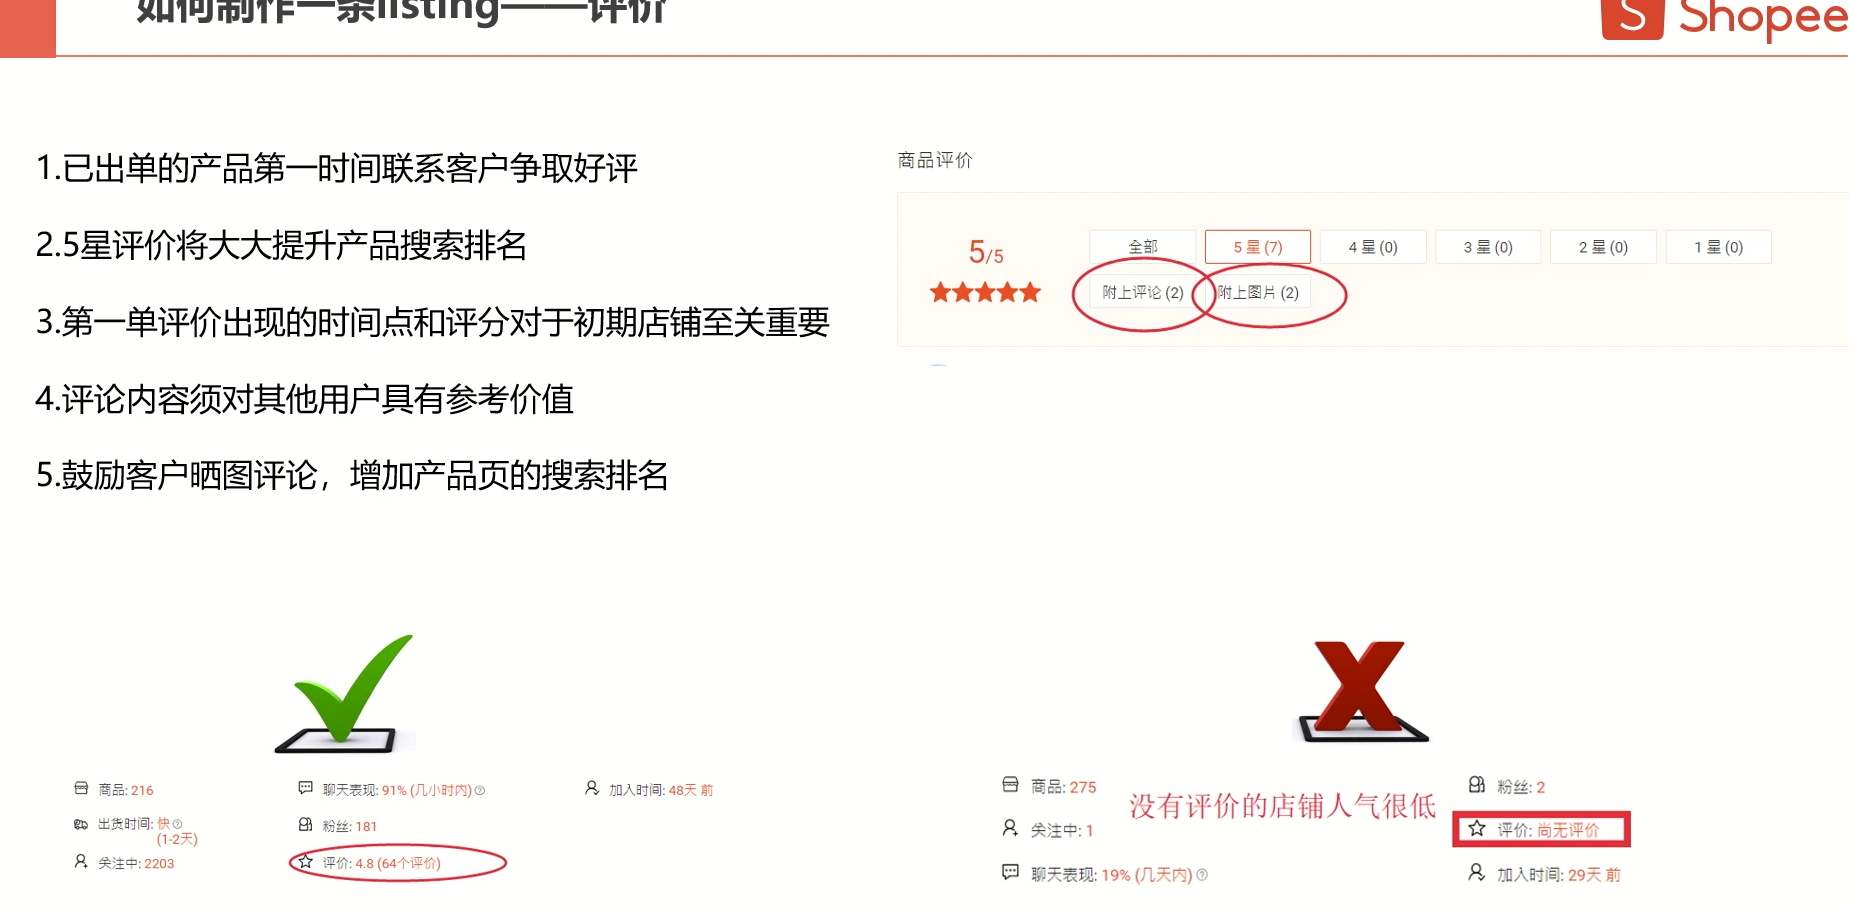 如何制作一条listing——评价
Shopee
1.已出单的产品第一时间联系客户争取好评
2.5星评价将大大提升产品搜索排名
3.第一单评价出现的时间点和评分对于初期店铺至关重要
4.评论内容须对其他用户具有参考价值
5.鼓励客户晒图评论，增加产品页的搜索排名
商品评价
5/5
全部
5 星 (7)
4 星 (0)
3 星 (0)
2 星 (0)
1 星 (0)
附上评论 (2)
附上图片 (2)
商品: 216
聊天表现: 91% (几小时内)
加入时间: 48天 前
出货时间: 快
(1-2天)
粉丝: 181
关注中: 2203
评价: 4.8 (64个评价)
商品: 275
没有评价的店铺人气很低
粉丝: 2
关注中: 1
评价: 尚无评价
聊天表现: 19% (几天内)
加入时间: 29天 前